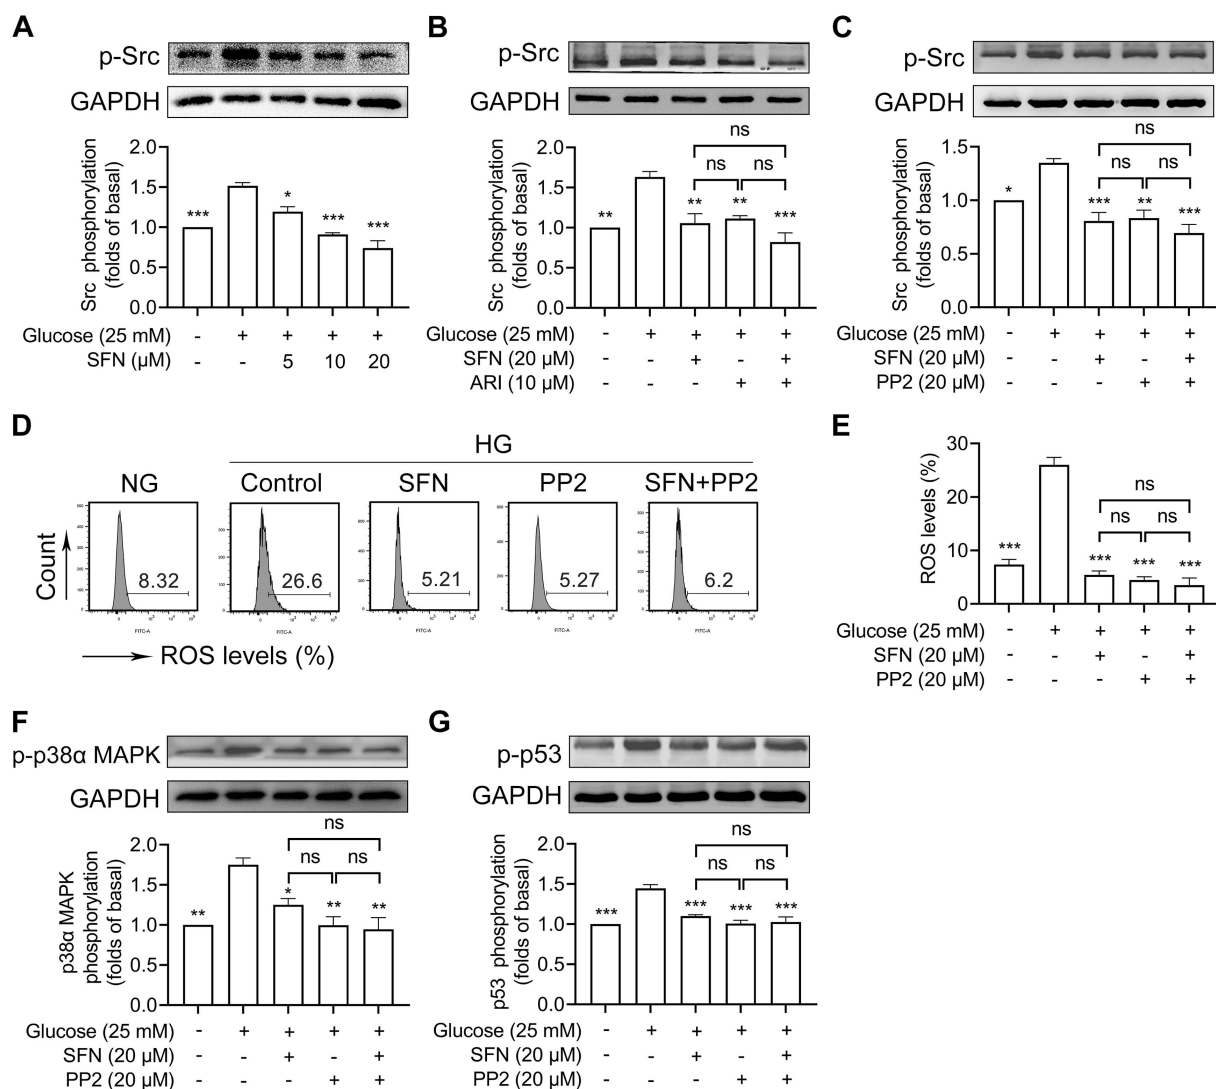 A
p-Src
GAPDH
Src phosphorylation
(folds of basal)
2.0
1.5
1.0
0.5
0.0
***
*
***
***
Glucose (25 mM) - + + + +
SFN (µM) - - 5 10 20
B
p-Src
GAPDH
Src phosphorylation
(folds of basal)
2.0
1.5
1.0
0.5
0.0
ns
ns ns
**
**
**
***
Glucose (25 mM) - + + + +
SFN (20 µM) - - + - +
ARI (10 µM) - - - + +
C
p-Src
GAPDH
Src phosphorylation
(folds of basal)
1.5
1.0
0.5
0.0
ns
ns ns
*
***
**
***
Glucose (25 mM) - + + + +
SFN (20 µM) - - + - +
PP2 (20 µM) - - - + +
D
HG
NG Control SFN PP2 SFN+PP2
Count
8.32 26.6 5.21 5.27 6.2
FITC-A FITC-A FITC-A FITC-A FITC-A
ROS levels (%)
E
ROS levels (%)
30
20
10
0
ns
ns ns
***
***
***
***
Glucose (25 mM) - + + + +
SFN (20 µM) - - + - +
PP2 (20 µM) - - - + +
F
p-p38α MAPK
GAPDH
p38α MAPK
phosphorylation
(folds of basal)
2.0
1.5
1.0
0.5
0.0
ns
ns ns
**
*
**
**
Glucose (25 mM) - + + + +
SFN (20 µM) - - + - +
PP2 (20 µM) - - - + +
G
p-p53
GAPDH
p53 phosphorylation
(folds of basal)
2.0
1.5
1.0
0.5
0.0
ns
ns ns
***
***
***
***
Glucose (25 mM) - + + + +
SFN (20 µM) - - + - +
PP2 (20 µM) - - - + +